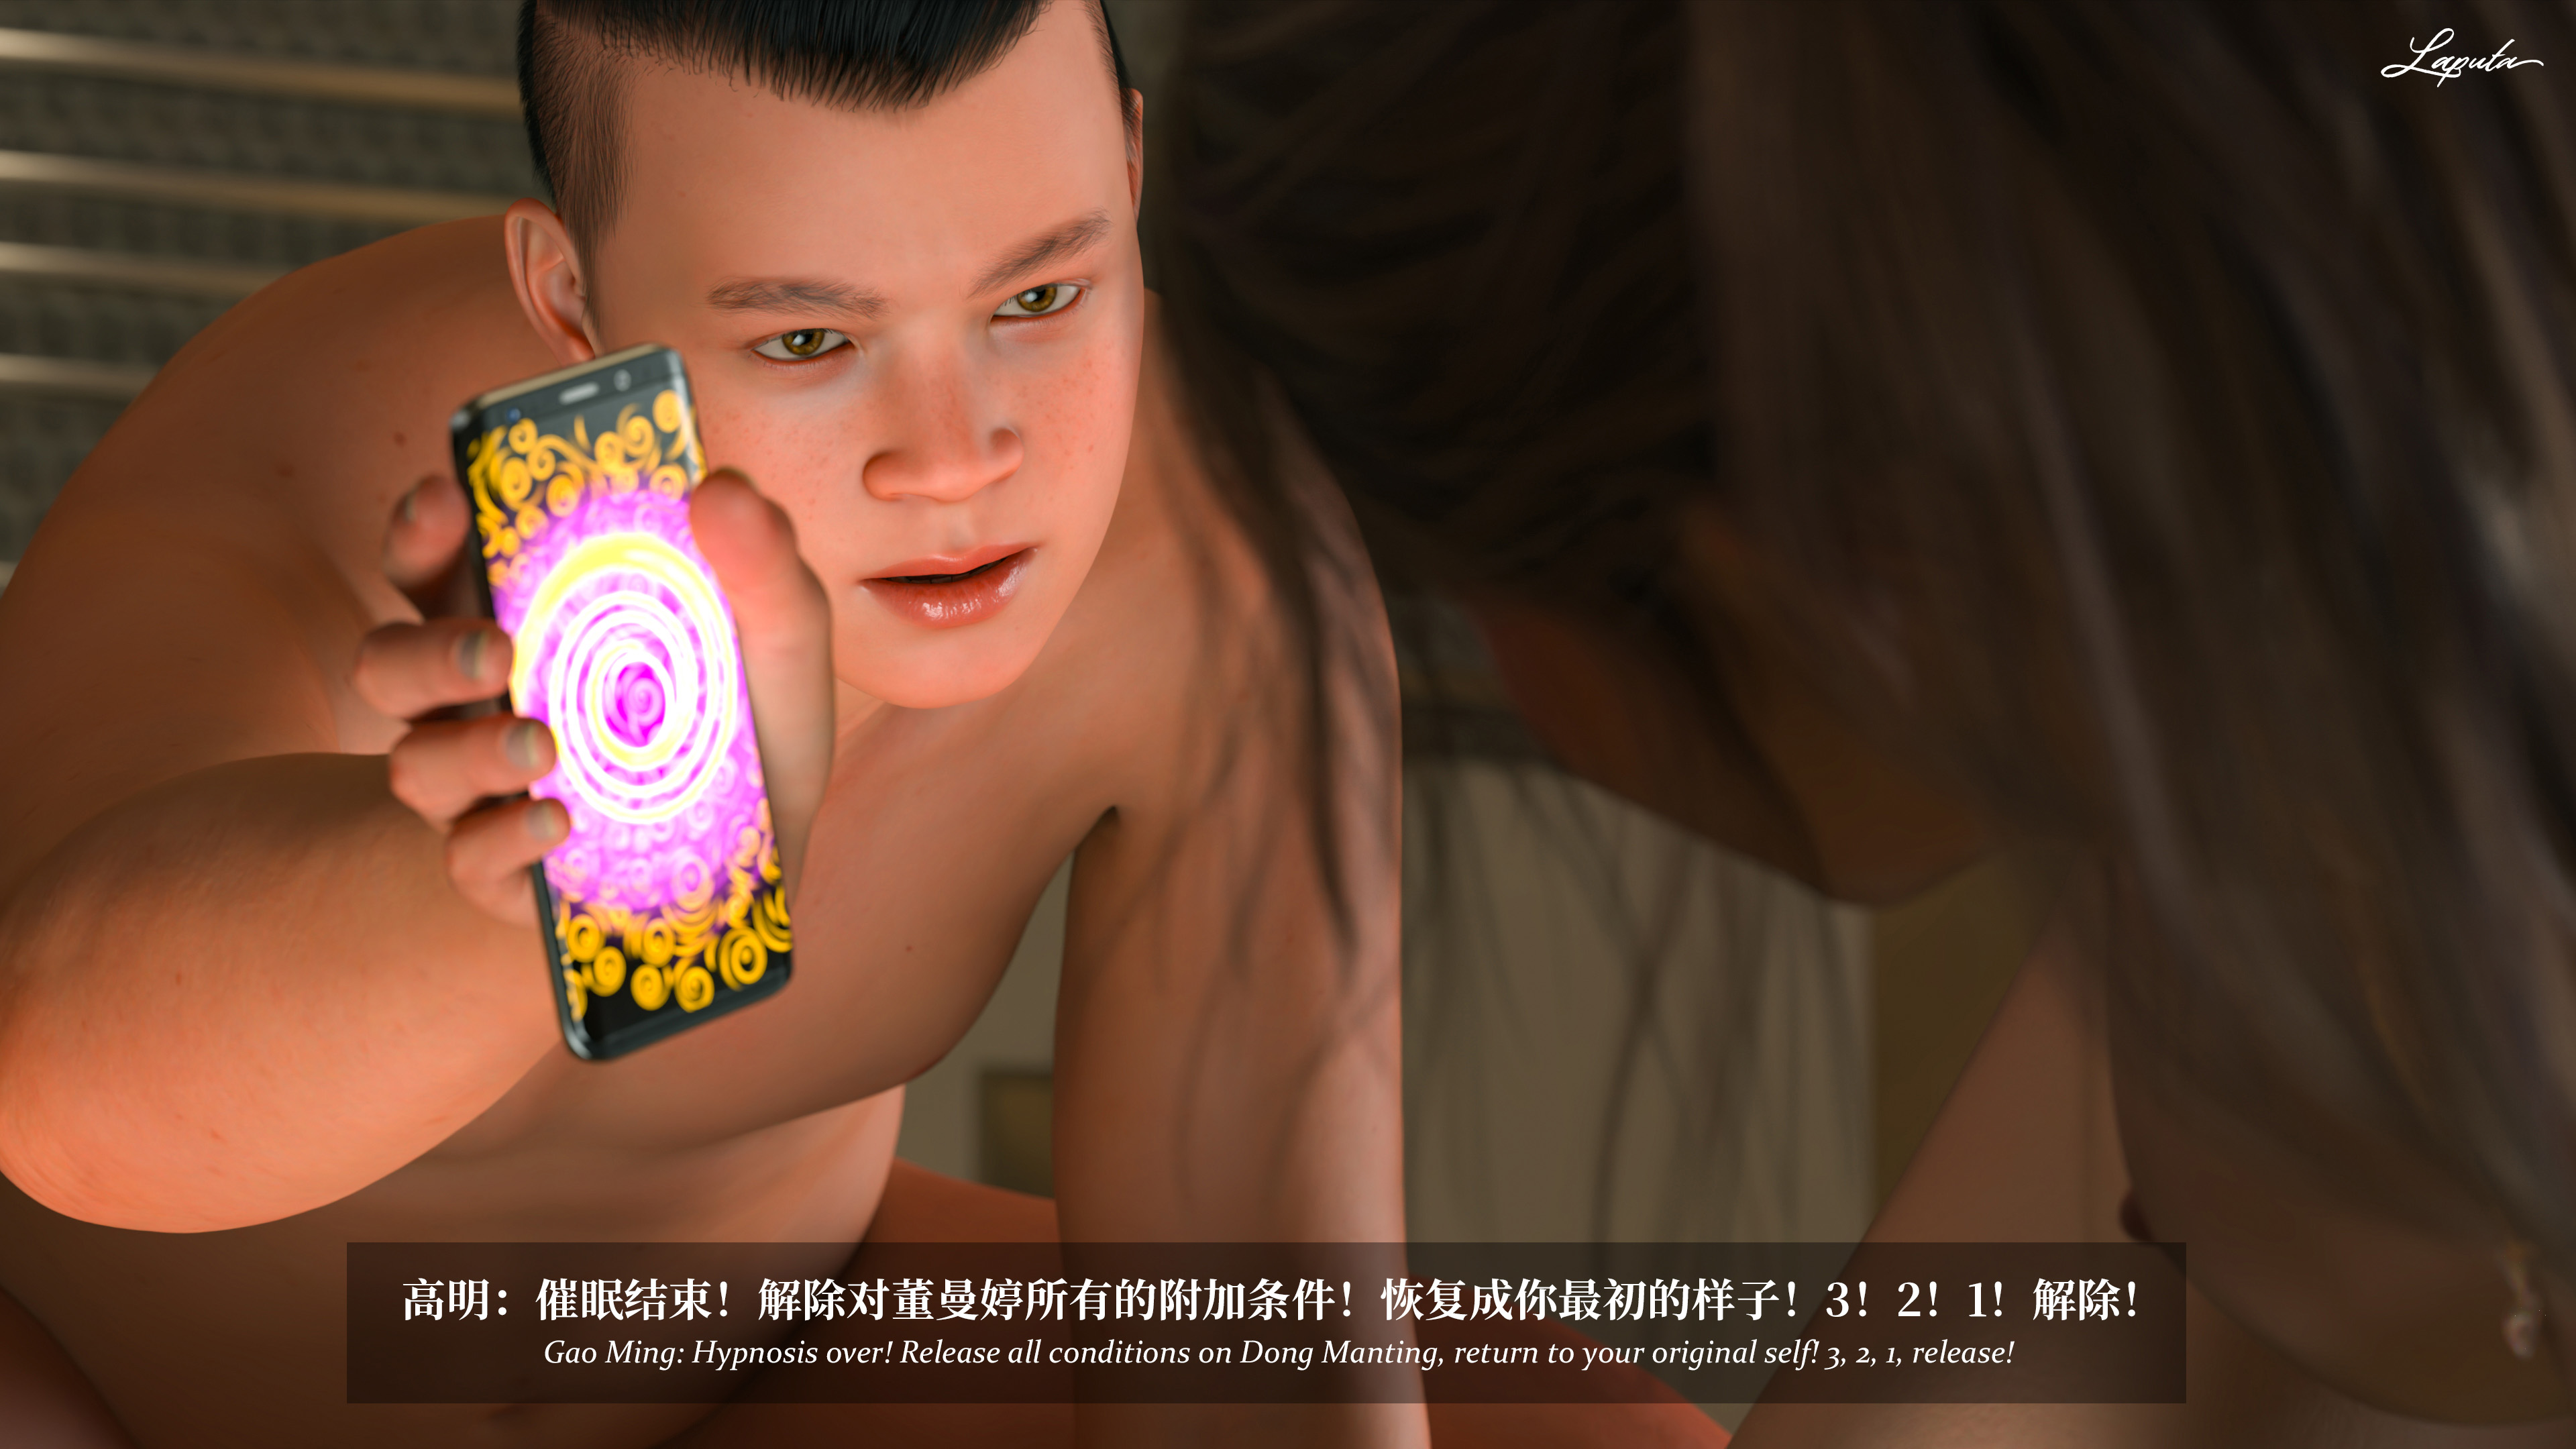 Laputa
高明：催眠结束！解除对董曼婷所有的附加条件！恢复成你最初的样子！3！2！1！解除！
Gao Ming: Hypnosis over! Release all conditions on Dong Manting, return to your original self! 3, 2, 1, release!